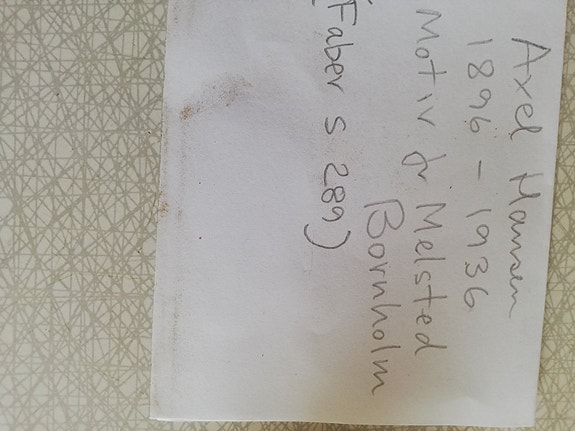 Axel Hansen
1896 - 1936
Motiv fr Melsted
Bornholm
(Faber s 289)